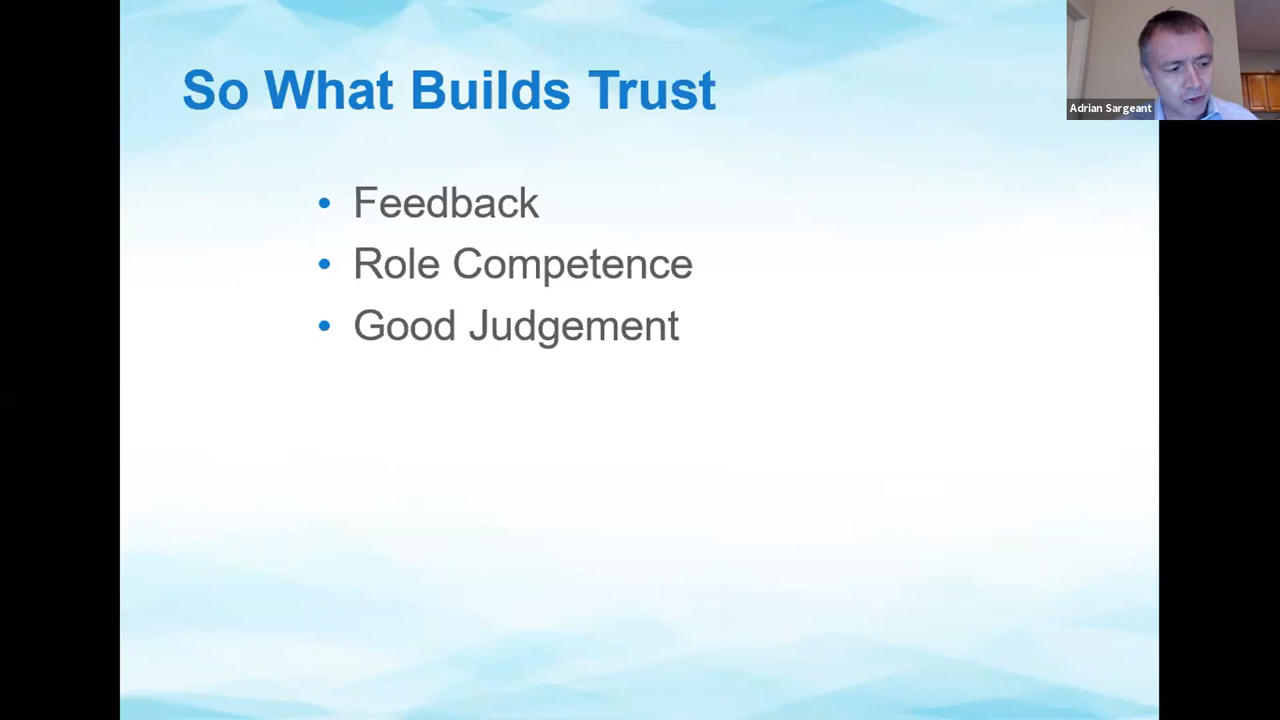 So What Builds Trust
Adrian Sargeant
• Feedback
• Role Competence
• Good Judgement